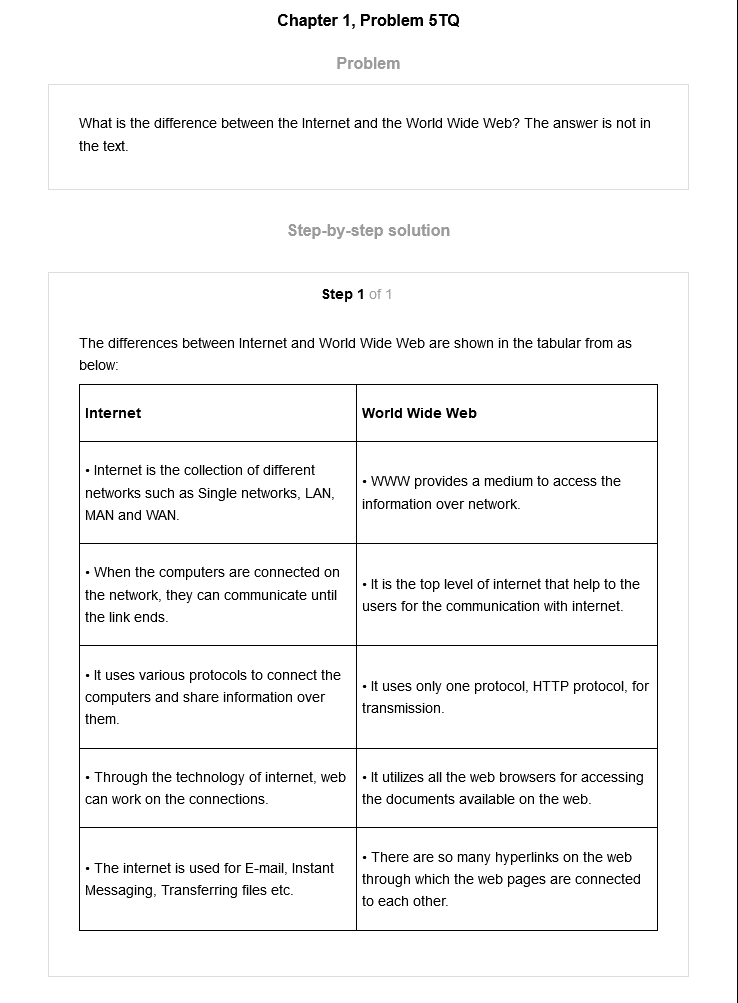 Chapter 1, Problem 5TQ
Problem
What is the difference between the Internet and the World Wide Web? The answer is not in
the text.
Step-by-step solution
Step 1 of 1
The differences between Internet and World Wide Web are shown in the tabular from as
below:
Internet
World Wide Web
• Internet is the collection of different
networks such as Single networks, LAN,
MAN and WAN.
• WWW provides a medium to access the
information over network.
• When the computers are connected on
the network, they can communicate until
the link ends.
• It is the top level of internet that help to the
users for the communication with internet.
• It uses various protocols to connect the
computers and share information over
them.
• It uses only one protocol, HTTP protocol, for
transmission.
• Through the technology of internet, web
can work on the connections.
• It utilizes all the web browsers for accessing
the documents available on the web.
• The internet is used for E-mail, Instant
Messaging, Transferring files etc.
• There are so many hyperlinks on the web
through which the web pages are connected
to each other.